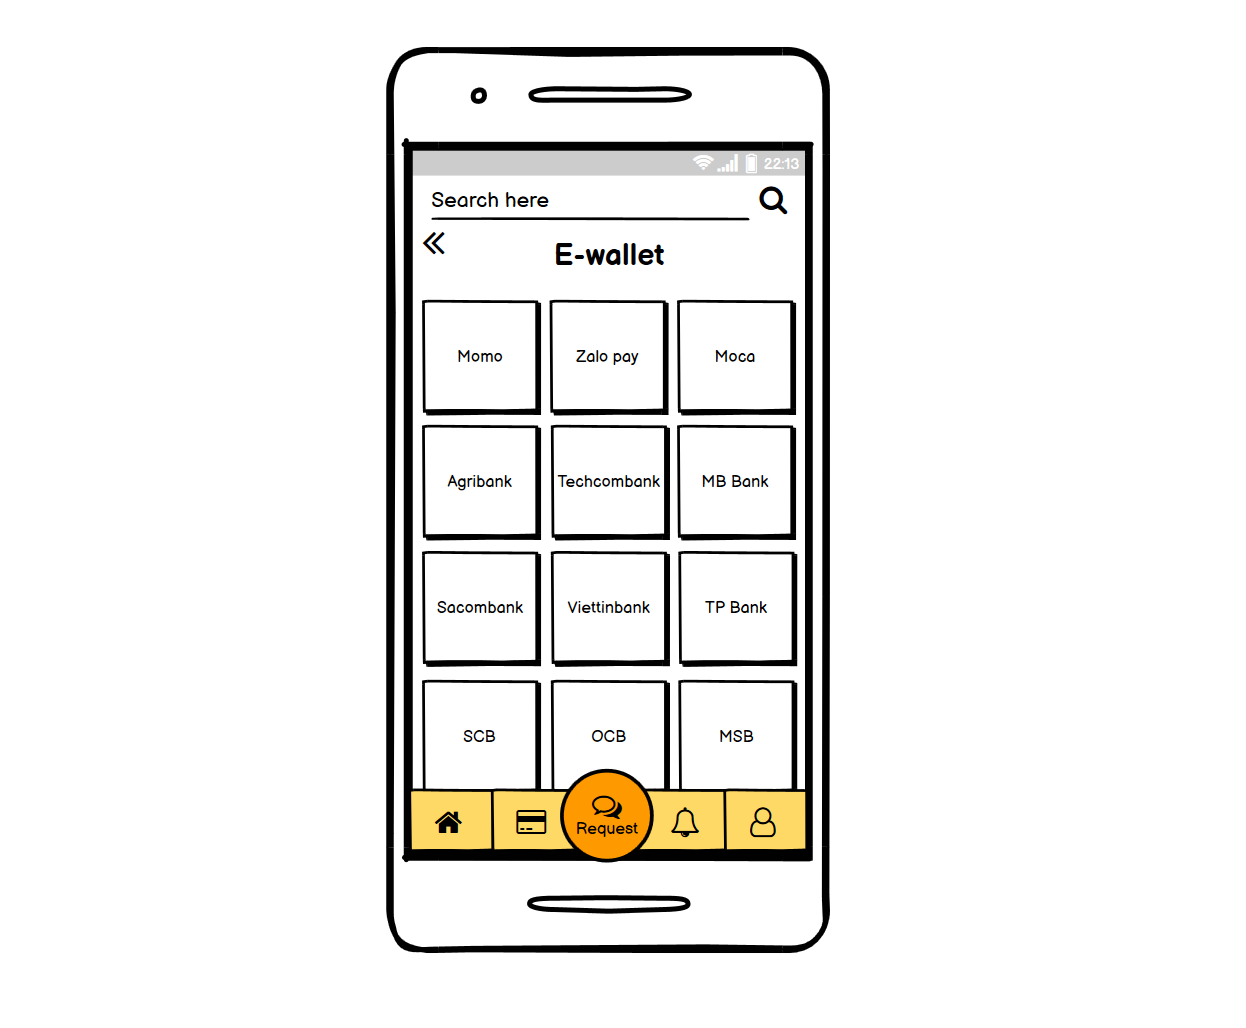 22:13
Search here
E-wallet
Momo
Zalo pay
Moca
Agribank
Techcombank
MB Bank
Sacombank
Viettinbank
TP Bank
SCB
OCB
MSB
Request